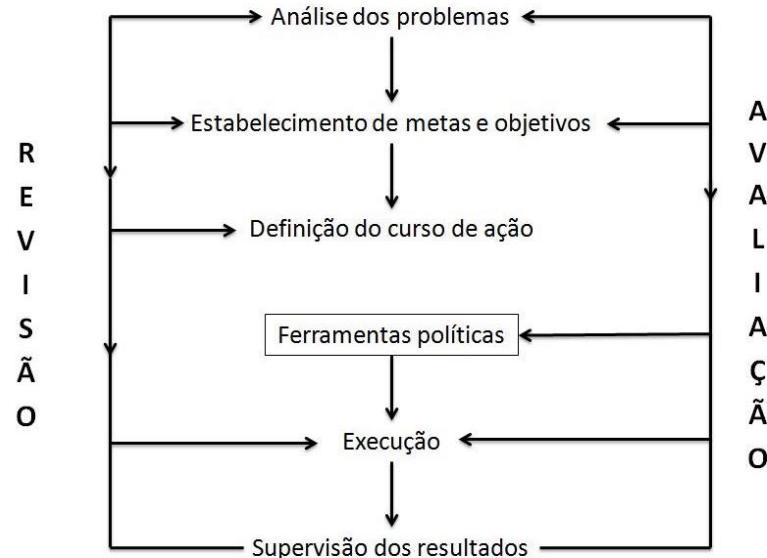 Análise dos problemas
Estabelecimento de metas e objetivos
Definição do curso de ação
Ferramentas políticas
Execução
Supervisão dos resultados
REVISÃO
AVALIAÇÃO